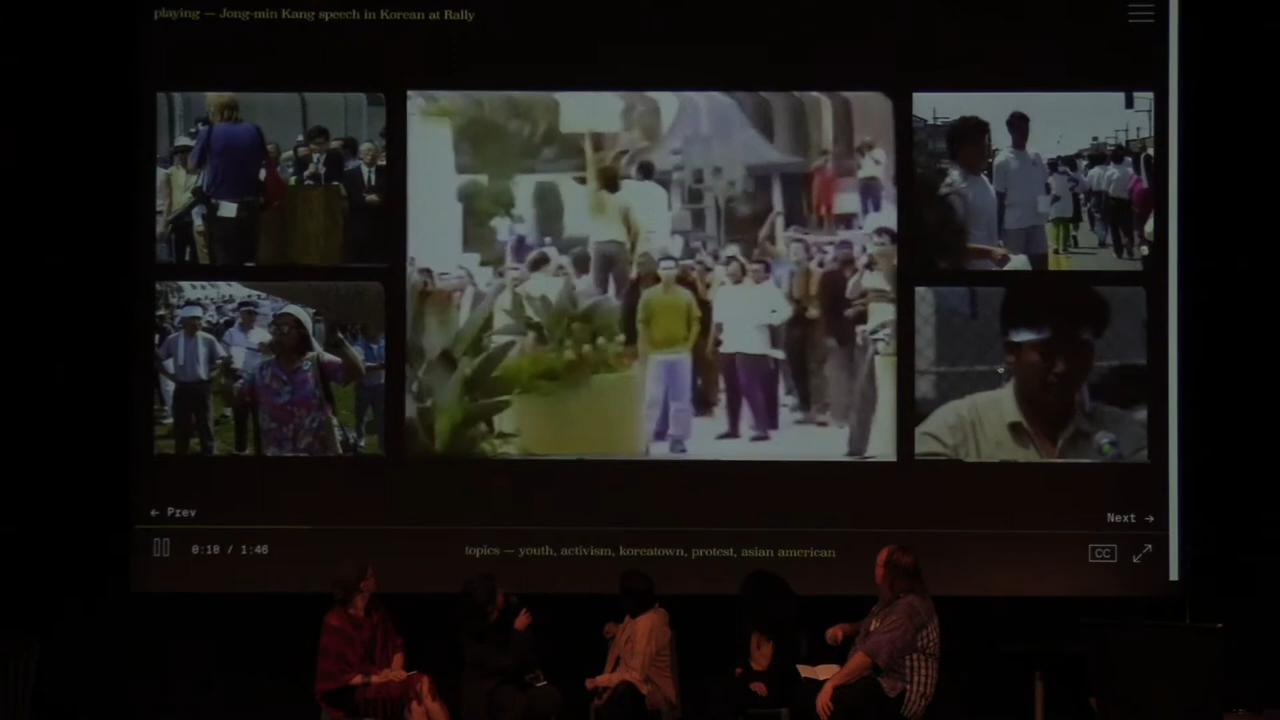 playing — Jong-min Kang speech in Korean at Rally
← Prev
Next →
0:18 / 1:46
topics — youth, activism, koreatown, protest, asian american
CC